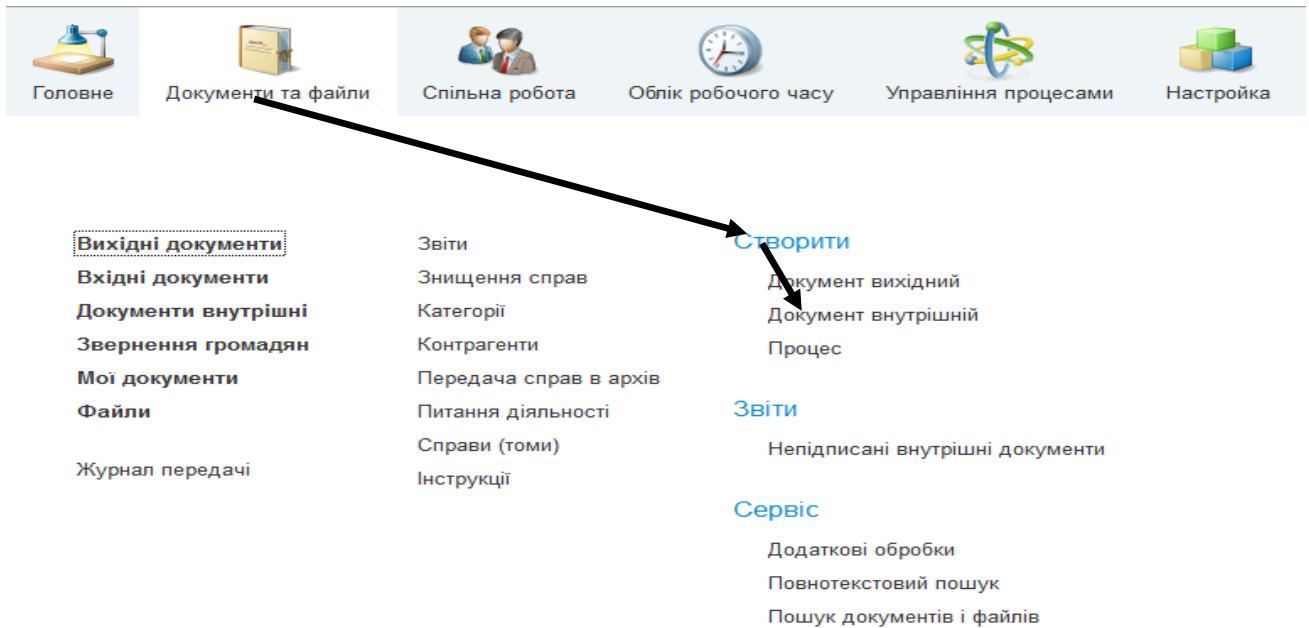 Головне
Документи та файли
Спільна робота
Облік робочого часу
Управління процесами
Настройка
Вихідні документи
Вхідні документи
Документи внутрішні
Звернення громадян
Мої документи
Файли
Журнал передачі
Звіти
Знищення справ
Категорії
Контрагенти
Передача справ в архів
Питання діяльності
Справи (томи)
Інструкції
Створити
Документ вихідний
Документ внутрішній
Процес
Звіти
Непідписані внутрішні документи
Сервіс
Додаткові обробки
Повнотекстовий пошук
Пошук документів і файлів